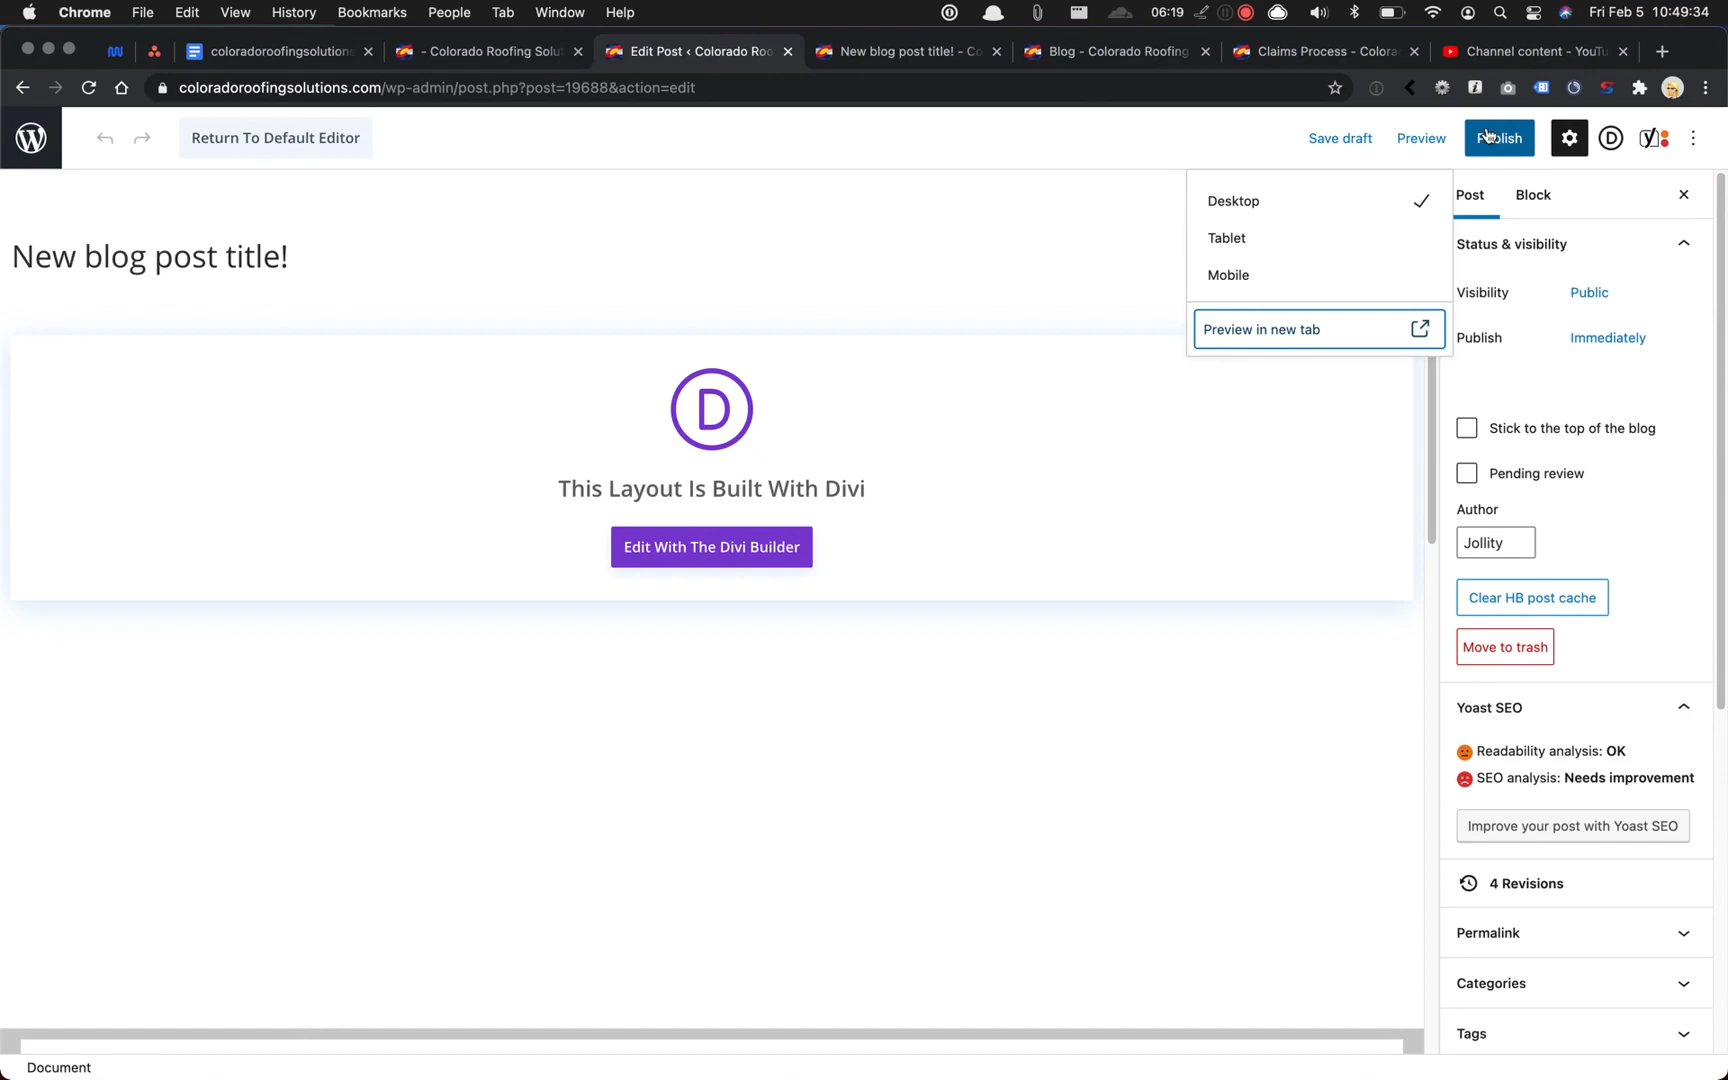 Chrome File Edit View History Bookmarks People Tab Window Help 06:19 Fri Feb 5 10:49:34
coloradoroofingsolutions - Colorado Roofing Solut Edit Post ‹ Colorado Roo New blog post title! - Co Blog - Colorado Roofing Claims Process - Colora Channel content - YouTu
coloradoroofingsolutions.com/wp-admin/post.php?post=19688&action=edit
Return To Default Editor Save draft Preview Publish
Desktop
Tablet
Mobile
Preview in new tab
Post Block
New blog post title!
Status & visibility
Visibility Public
Publish Immediately
Stick to the top of the blog
Pending review
Author
Jollity
Clear HB post cache
Move to trash
D
This Layout Is Built With Divi
Edit With The Divi Builder
Yoast SEO
Readability analysis: OK
SEO analysis: Needs improvement
Improve your post with Yoast SEO
4 Revisions
Permalink
Categories
Tags
Document